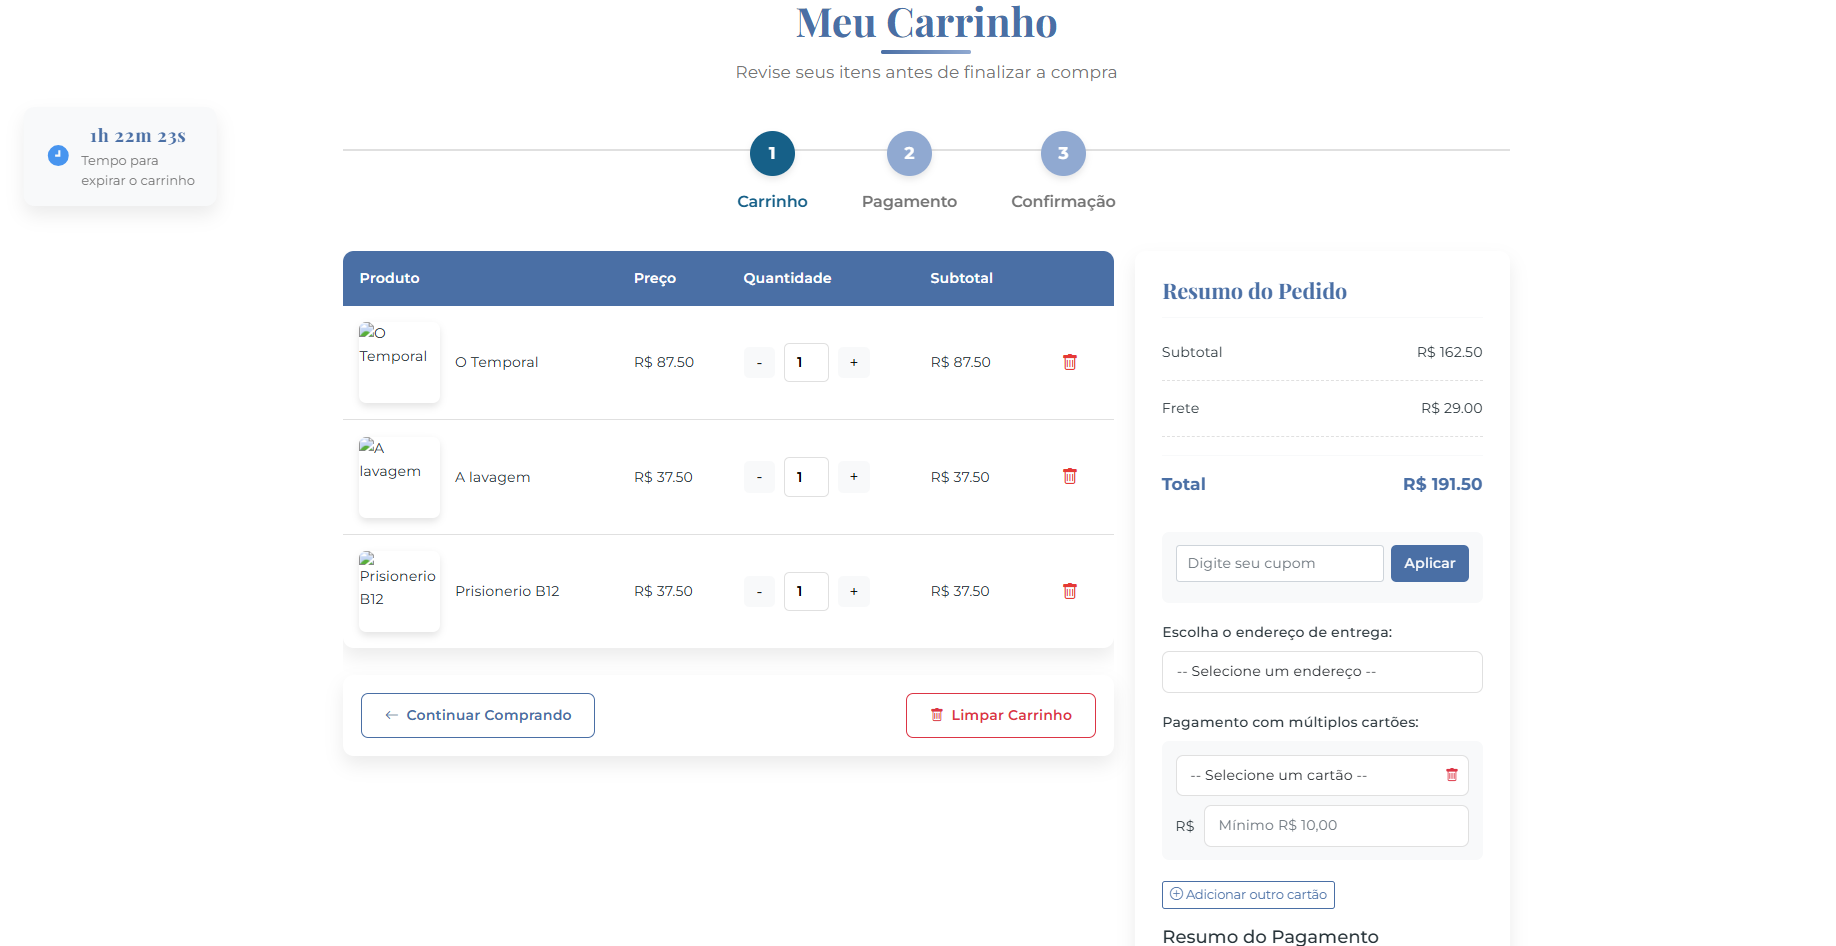 Meu Carrinho
Revise seus itens antes de finalizar a compra
1h 22m 23s
Tempo para
expirar o carrinho
1
2
3
Carrinho
Pagamento
Confirmação
Produto Preço Quantidade Subtotal
O
Temporal
O Temporal R$ 87.50 - 1 + R$ 87.50
A
lavagem
A lavagem R$ 37.50 - 1 + R$ 37.50
Prisionerio
B12
Prisionerio B12 R$ 37.50 - 1 + R$ 37.50
Continuar Comprando
Limpar Carrinho
Resumo do Pedido
Subtotal R$ 162.50
Frete R$ 29.00
Total R$ 191.50
Digite seu cupom
Aplicar
Escolha o endereço de entrega:
-- Selecione um endereço --
Pagamento com múltiplos cartões:
-- Selecione um cartão --
R$ Mínimo R$ 10,00
Adicionar outro cartão
Resumo do Pagamento